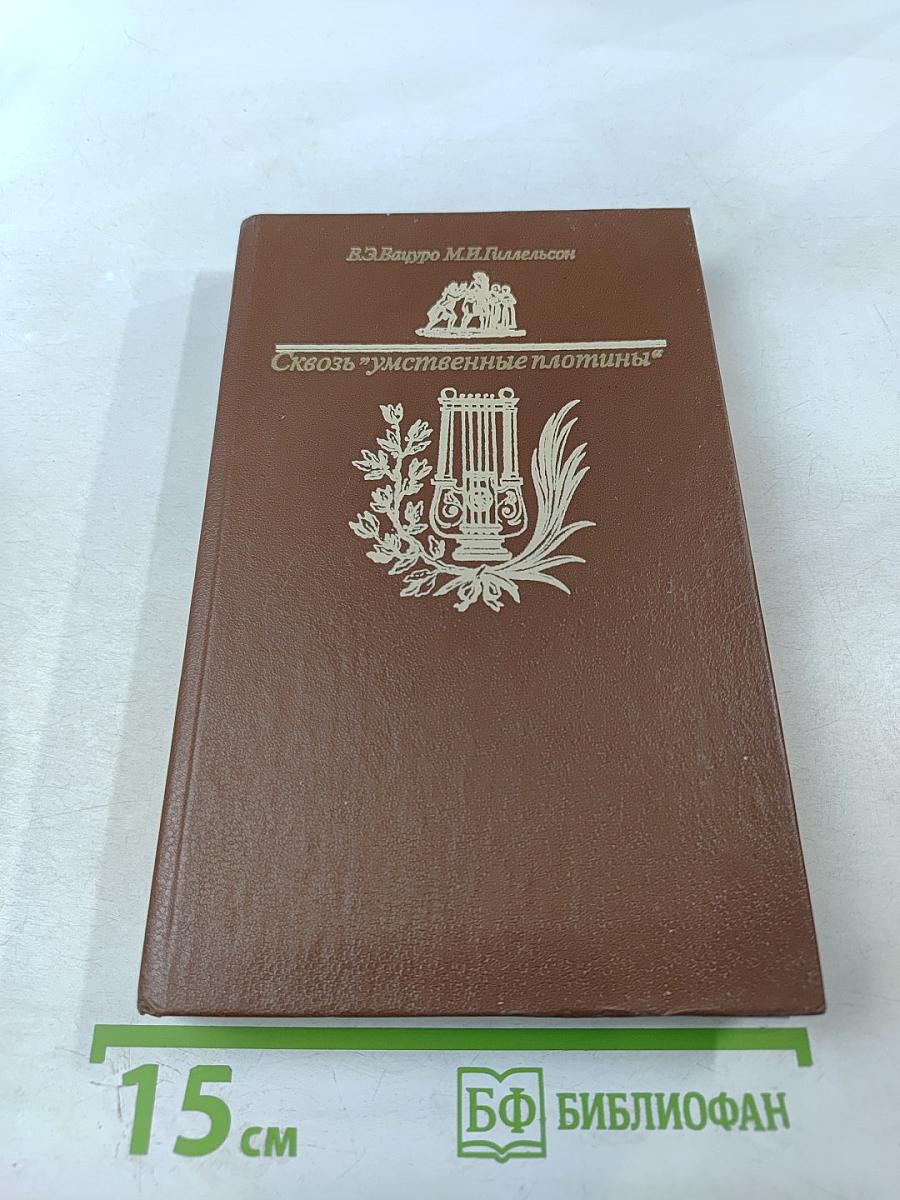 В.Э.Вацуро М.И.Гиллельсон
Сквозь "умственные плотины"
15 см
БФ БИБЛИОФАН